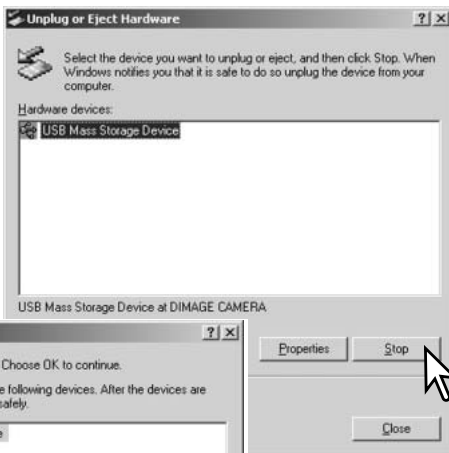 Unplug or Eject Hardware
Select the device you want to unplug or eject, and then click Stop. When
Windows notifies you that it is safe to do so unplug the device from your
computer.
Hardware devices:
USB Mass Storage Device
USB Mass Storage Device at DIMAGE CAMERA
Properties
Stop
Choose OK to continue.
following devices. After the devices are
safely.
Close